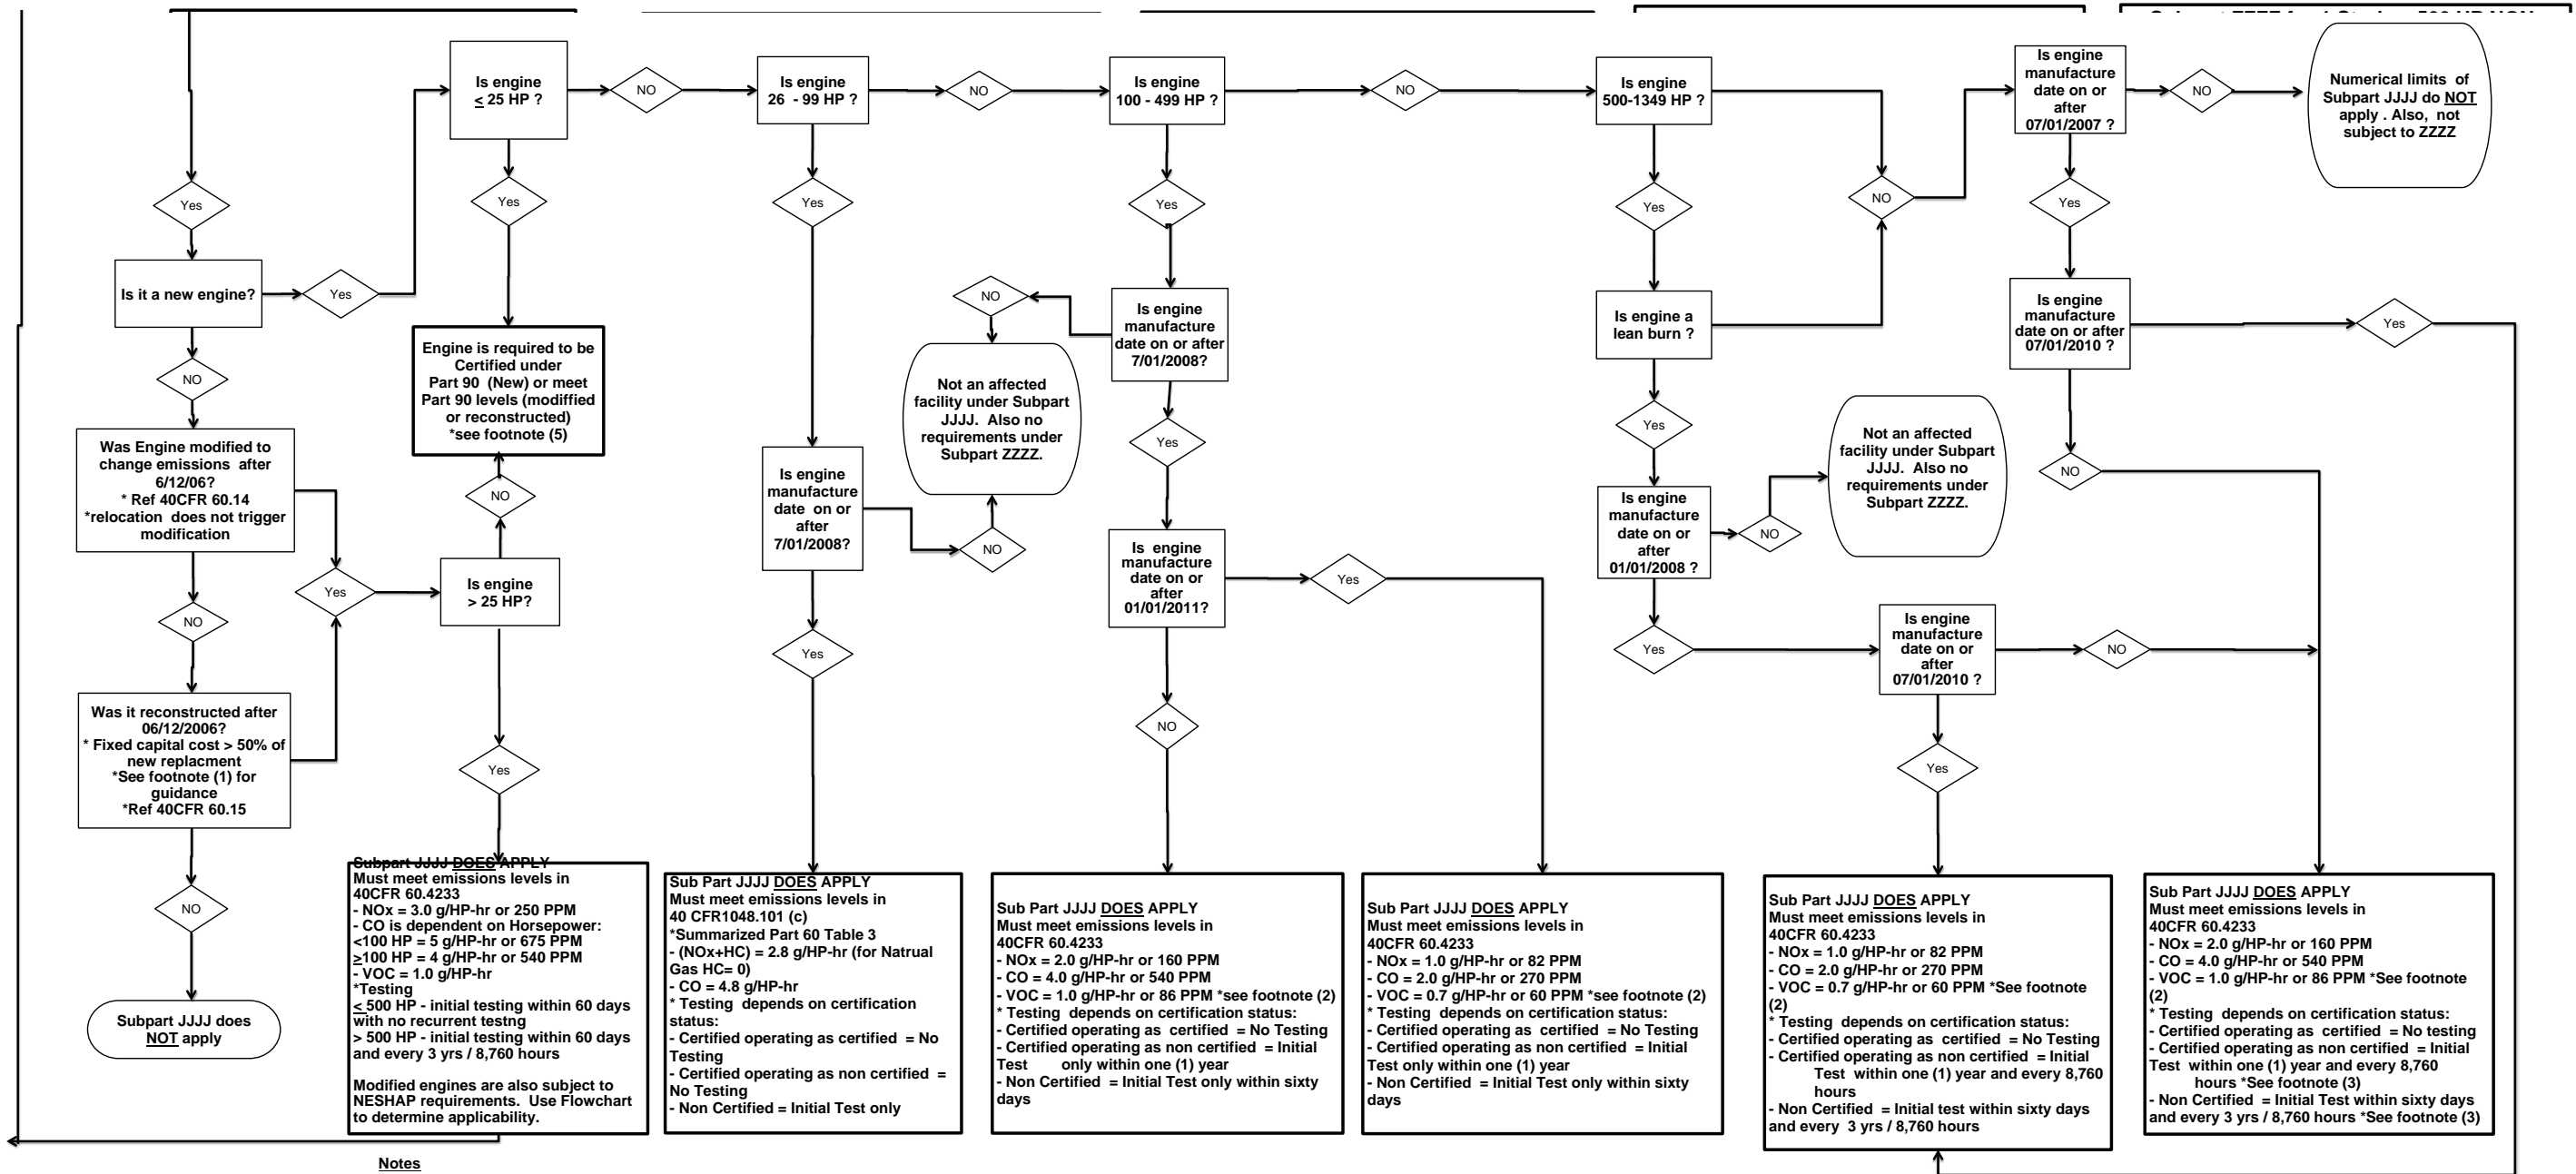 Is engine
≤ 25 HP ?
NO
Is engine
26 - 99 HP ?
NO
Is engine
100 - 499 HP ?
NO
Is engine
500-1349 HP ?
Is engine
manufacture
date on or
after
07/01/2007 ?
NO
Numerical limits of
Subpart JJJJ do NOT
apply . Also, not
subject to ZZZZ
Yes
Yes
Yes
Yes
Yes
NO
Yes
Is it a new engine?
Yes
NO
Engine is required to be
Certified under
Part 90 (New) or meet
Part 90 levels (modiffied
or reconstructed)
*see footnote (5)
NO
Is engine
manufacture
date on or after
7/01/2008?
Not an affected
facility under Subpart
JJJJ. Also no
requirements under
Subpart ZZZZ.
Yes
Is engine a
lean burn ?
Yes
Is engine
manufacture
date on or after
07/01/2010 ?
Yes
NO
Was Engine modified to
change emissions after
6/12/06?
* Ref 40CFR 60.14
*relocation does not trigger
modification
NO
Yes
NO
Is engine
> 25 HP?
Is engine
manufacture
date on or
after
7/01/2008?
NO
Yes
Is engine
manufacture
date on or
after
01/01/2011?
Yes
NO
Is engine
manufacture
date on or
after
01/01/2008 ?
NO
Not an affected
facility under Subpart
JJJJ. Also no
requirements under
Subpart ZZZZ.
Yes
Is engine
manufacture
date on or
after
07/01/2010 ?
NO
Yes
Was it reconstructed after
06/12/2006?
* Fixed capital cost > 50% of
new replacment
*See footnote (1) for
guidance
*Ref 40CFR 60.15
Yes
NO
Subpart JJJJ does
NOT apply
Subpart JJJJ DOES APPLY
Must meet emissions levels in
40CFR 60.4233
- NOx = 3.0 g/HP-hr or 250 PPM
- CO is dependent on Horsepower:
<100 HP = 5 g/HP-hr or 675 PPM
≥100 HP = 4 g/HP-hr or 540 PPM
- VOC = 1.0 g/HP-hr
*Testing
≤ 500 HP - initial testing within 60 days
with no recurrent testng
> 500 HP - initial testing within 60 days
and every 3 yrs / 8,760 hours
Modified engines are also subject to
NESHAP requirements. Use Flowchart
to determine applicability.
Sub Part JJJJ DOES APPLY
Must meet emissions levels in
40 CFR1048.101 (c)
*Summarized Part 60 Table 3
- (NOx+HC) = 2.8 g/HP-hr (for Natrual
Gas HC= 0)
- CO = 4.8 g/HP-hr
* Testing depends on certification
status:
- Certified operating as certified = No
Testing
- Certified operating as non certified =
No Testing
- Non Certified = Initial Test only
Sub Part JJJJ DOES APPLY
Must meet emissions levels in
40CFR 60.4233
- NOx = 2.0 g/HP-hr or 160 PPM
- CO = 4.0 g/HP-hr or 540 PPM
- VOC = 1.0 g/HP-hr or 86 PPM *see footnote (2)
* Testing depends on certification status:
- Certified operating as certified = No Testing
- Certified operating as non certified = Initial
Test only within one (1) year
- Non Certified = Initial Test only within sixty
days
Sub Part JJJJ DOES APPLY
Must meet emissions levels in
40CFR 60.4233
- NOx = 1.0 g/HP-hr or 82 PPM
- CO = 2.0 g/HP-hr or 270 PPM
- VOC = 0.7 g/HP-hr or 60 PPM *see footnote (2)
* Testing depends on certification status:
- Certified operating as certified = No Testing
- Certified operating as non certified = Initial
Test only within one (1) year
- Non Certified = Initial Test only within sixty
days
Sub Part JJJJ DOES APPLY
Must meet emissions levels in
40CFR 60.4233
- NOx = 1.0 g/HP-hr or 82 PPM
- CO = 2.0 g/HP-hr or 270 PPM
- VOC = 0.7 g/HP-hr or 60 PPM *See footnote
(2)
* Testing depends on certification status:
- Certified operating as certified = No Testing
- Certified operating as non certified = Initial
Test within one (1) year and every 8,760
hours
- Non Certified = Initial test within sixty days
and every 3 yrs / 8,760 hours
Sub Part JJJJ DOES APPLY
Must meet emissions levels in
40CFR 60.4233
- NOx = 2.0 g/HP-hr or 160 PPM
- CO = 4.0 g/HP-hr or 540 PPM
- VOC = 1.0 g/HP-hr or 86 PPM *See footnote
(2)
* Testing depends on certification status:
- Certified operating as certified = No testing
- Certified operating as non certified = Initial
Test within one (1) year and every 8,760
hours *See footnote (3)
- Non Certified = Initial Test within sixty days
and every 3 yrs / 8,760 hours *See footnote (3)
Notes